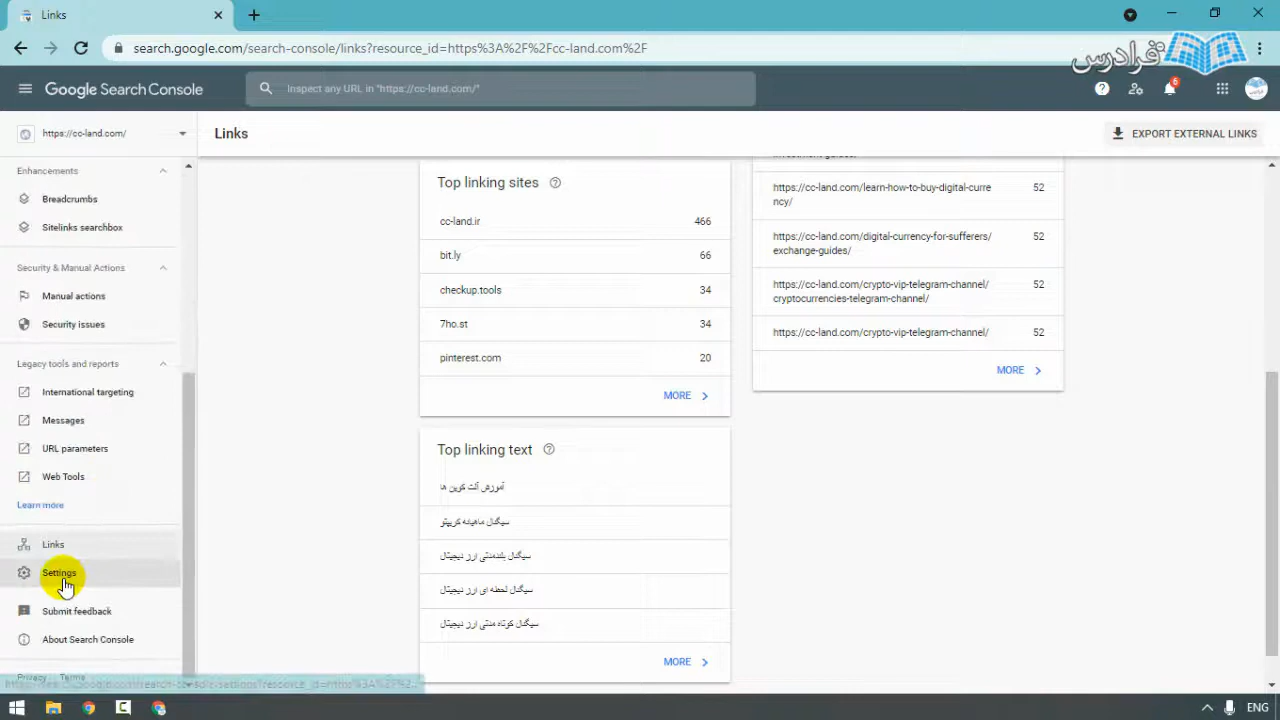 Links
search.google.com/search-console/links?resource_id=https%3A%2F%2Fcc-land.com%2F
فرادرس
Google Search Console
Inspect any URL in "https://cc-land.com/"
6
https://cc-land.com/
Links
EXPORT EXTERNAL LINKS
Enhancements
Breadcrumbs
Sitelinks searchbox
Security & Manual Actions
Manual actions
Security issues
Legacy tools and reports
International targeting
Messages
URL parameters
Web Tools
Learn more
Links
Settings
Submit feedback
About Search Console
Privacy Terms
Top linking sites
cc-land.ir 466
bit.ly 66
checkup.tools 34
7ho.st 34
pinterest.com 20
MORE
Top linking text
آموزش آلت کوین ها
سیگنال ماهیانه کریپتو
سیگنال بلندمدتی ارز دیجیتال
سیگنال لحظه ای ارز دیجیتال
سیگنال کوتاه مدتی ارز دیجیتال
MORE
https://cc-land.com/learn-how-to-buy-digital-curre 52
ncy/
https://cc-land.com/digital-currency-for-sufferers/ 52
exchange-guides/
https://cc-land.com/crypto-vip-telegram-channel/ 52
cryptocurrencies-telegram-channel/
https://cc-land.com/crypto-vip-telegram-channel/ 52
MORE
ENG